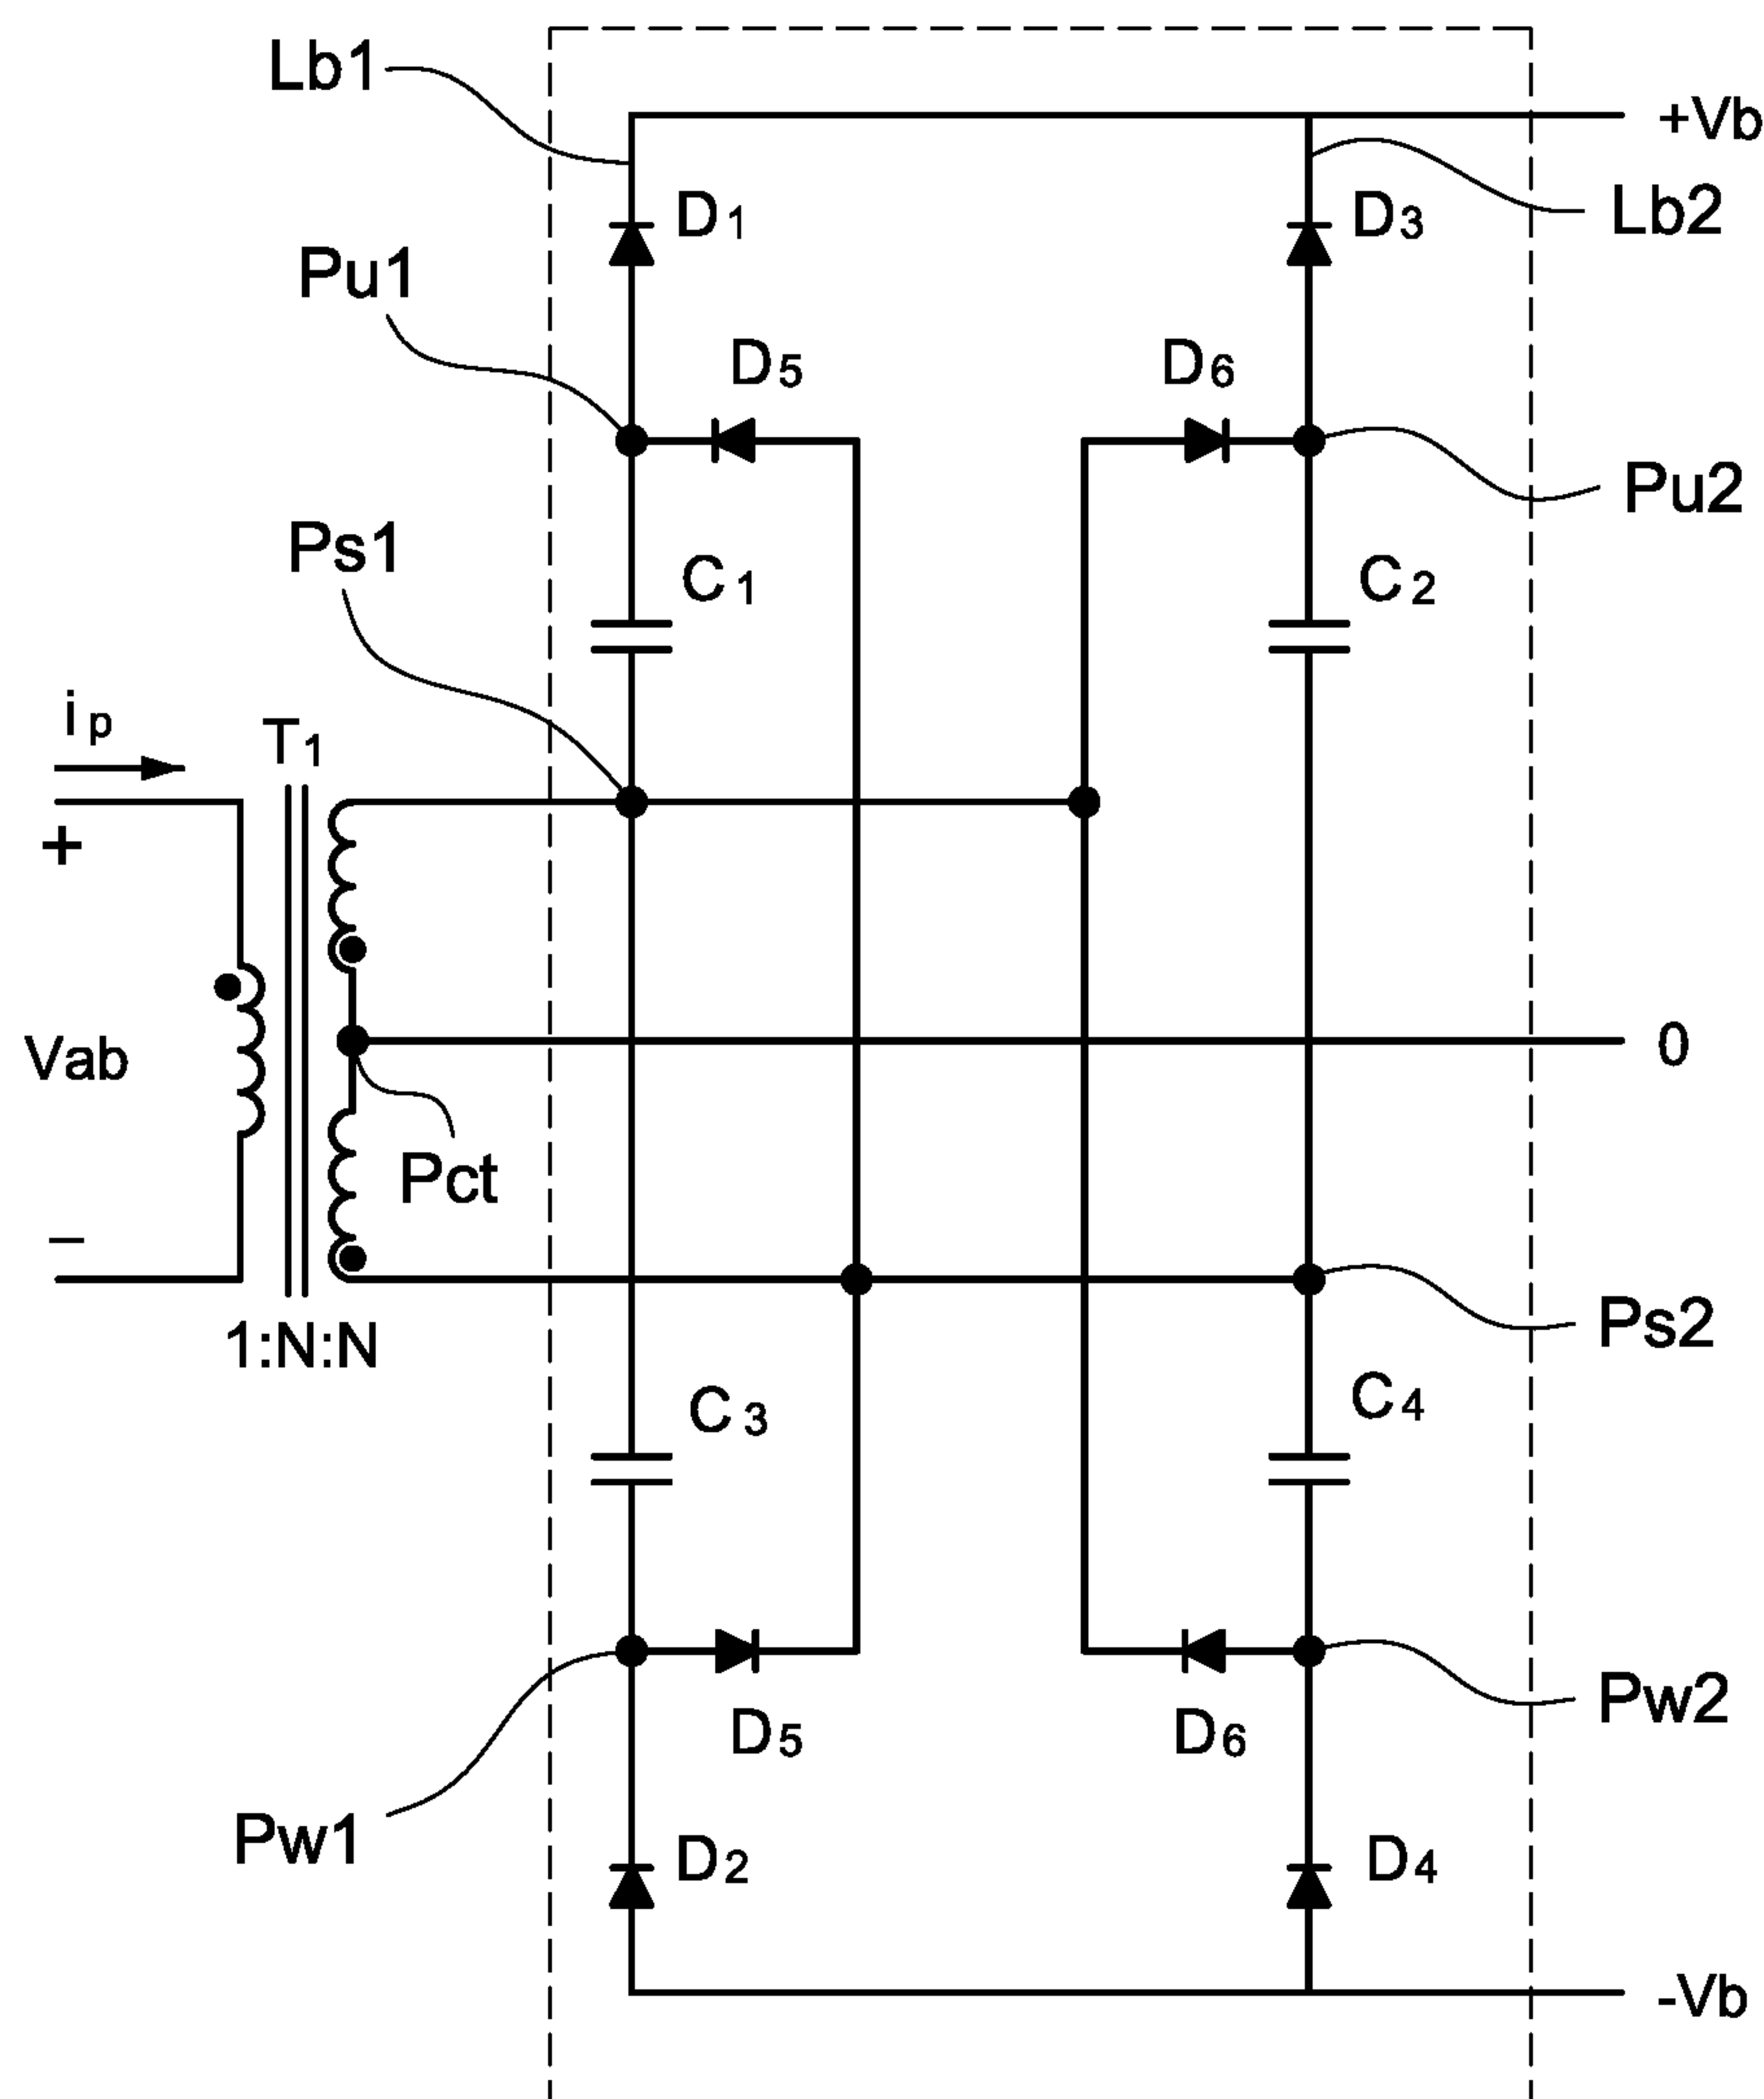 Lb1
+Vb
D1
D3
Lb2
Pu1
D5
D6
Pu2
Ps1
C1
C2
ip
T1
+
Vab
0
Pct
–
1:N:N
Ps2
C3
C4
D5
D6
Pw2
Pw1
D2
D4
-Vb